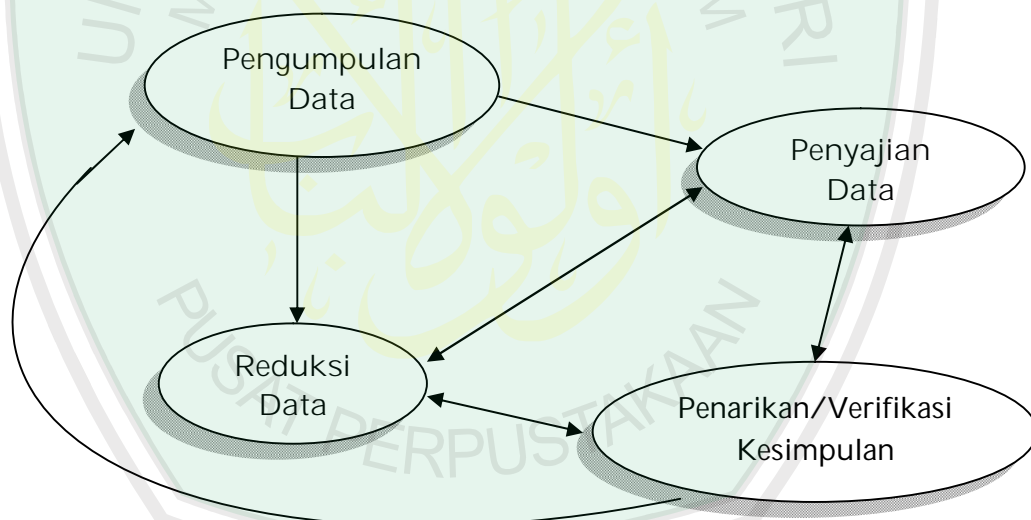 Pengumpulan
Data
Penyajian
Data
Reduksi
Data
Penarikan/Verifikasi
Kesimpulan
PUSAT PERPUSTAKAAN